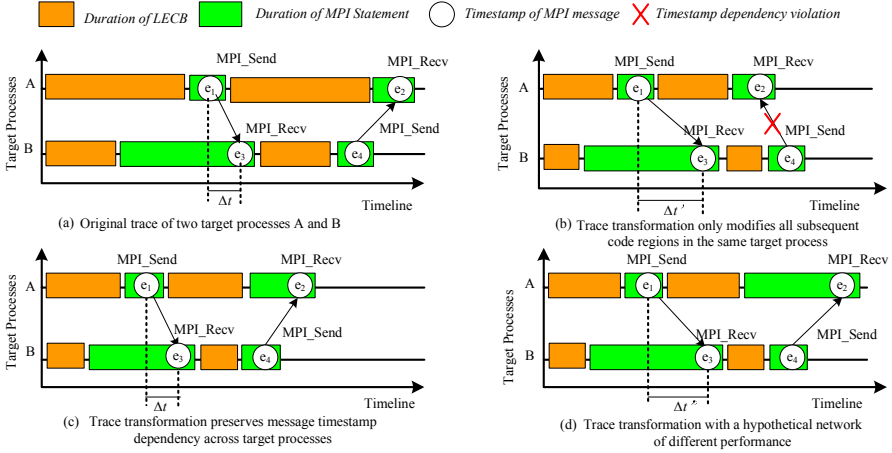 Duration of LECB Duration of MPI Statement Timestamp of MPI message Timestamp dependency violation
Target Processes
A
B
MPI_Send
MPI_Recv
e1
e2
MPI_Recv
MPI_Send
e3
e4
Δt
Timeline
(a) Original trace of two target processes A and B
Target Processes
A
B
MPI_Send
MPI_Recv
e1
e2
MPI_Recv
MPI_Send
e3
e4
Δt'
Timeline
(b) Trace transformation only modifies all subsequent
code regions in the same target process
Target Processes
A
B
MPI_Send
MPI_Recv
e1
e2
MPI_Recv
MPI_Send
e3
e4
Δt
Timeline
(c) Trace transformation preserves message timestamp
dependency across target processes
Target Processes
A
B
MPI_Send
MPI_Recv
e1
e2
MPI_Recv
MPI_Send
e3
e4
Δt''
Timeline
(d) Trace transformation with a hypothetical network
of different performance